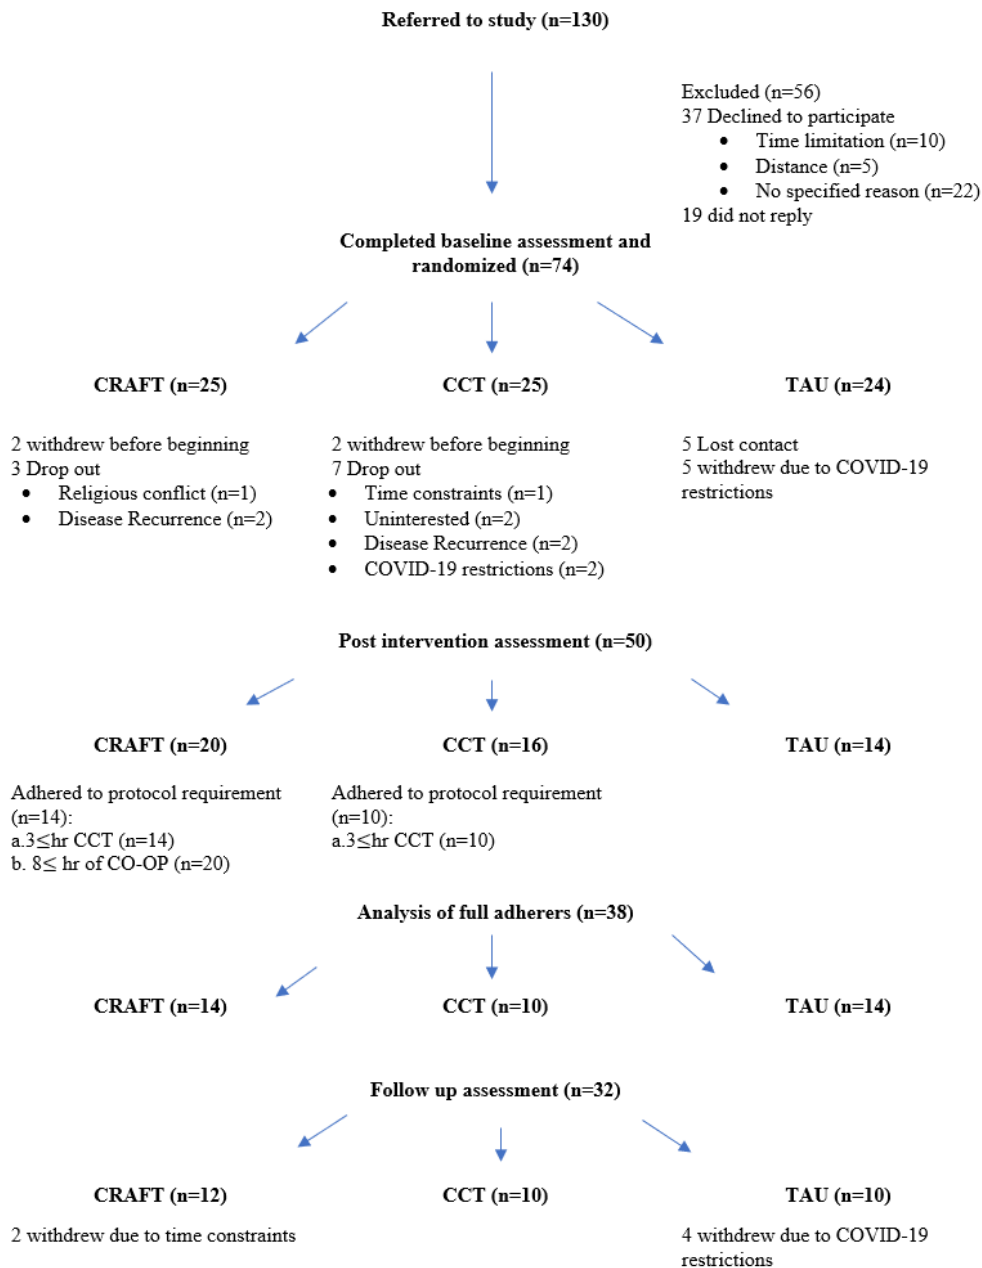 Referred to study (n=130)
Excluded (n=56)
37 Declined to participate
• Time limitation (n=10)
• Distance (n=5)
• No specified reason (n=22)
19 did not reply
Completed baseline assessment and
randomized (n=74)
CRAFT (n=25)
2 withdrew before beginning
3 Drop out
• Religious conflict (n=1)
• Disease Recurrence (n=2)
CCT (n=25)
2 withdrew before beginning
7 Drop out
• Time constraints (n=1)
• Uninterested (n=2)
• Disease Recurrence (n=2)
• COVID-19 restrictions (n=2)
TAU (n=24)
5 Lost contact
5 withdrew due to COVID-19
restrictions
Post intervention assessment (n=50)
CRAFT (n=20)
Adhered to protocol requirement
(n=14):
a.3≤hr CCT (n=14)
b. 8≤ hr of CO-OP (n=20)
CCT (n=16)
Adhered to protocol requirement
(n=10):
a.3≤hr CCT (n=10)
TAU (n=14)
Analysis of full adherers (n=38)
CRAFT (n=14)
CCT (n=10)
TAU (n=14)
Follow up assessment (n=32)
CRAFT (n=12)
2 withdrew due to time constraints
CCT (n=10)
TAU (n=10)
4 withdrew due to COVID-19
restrictions